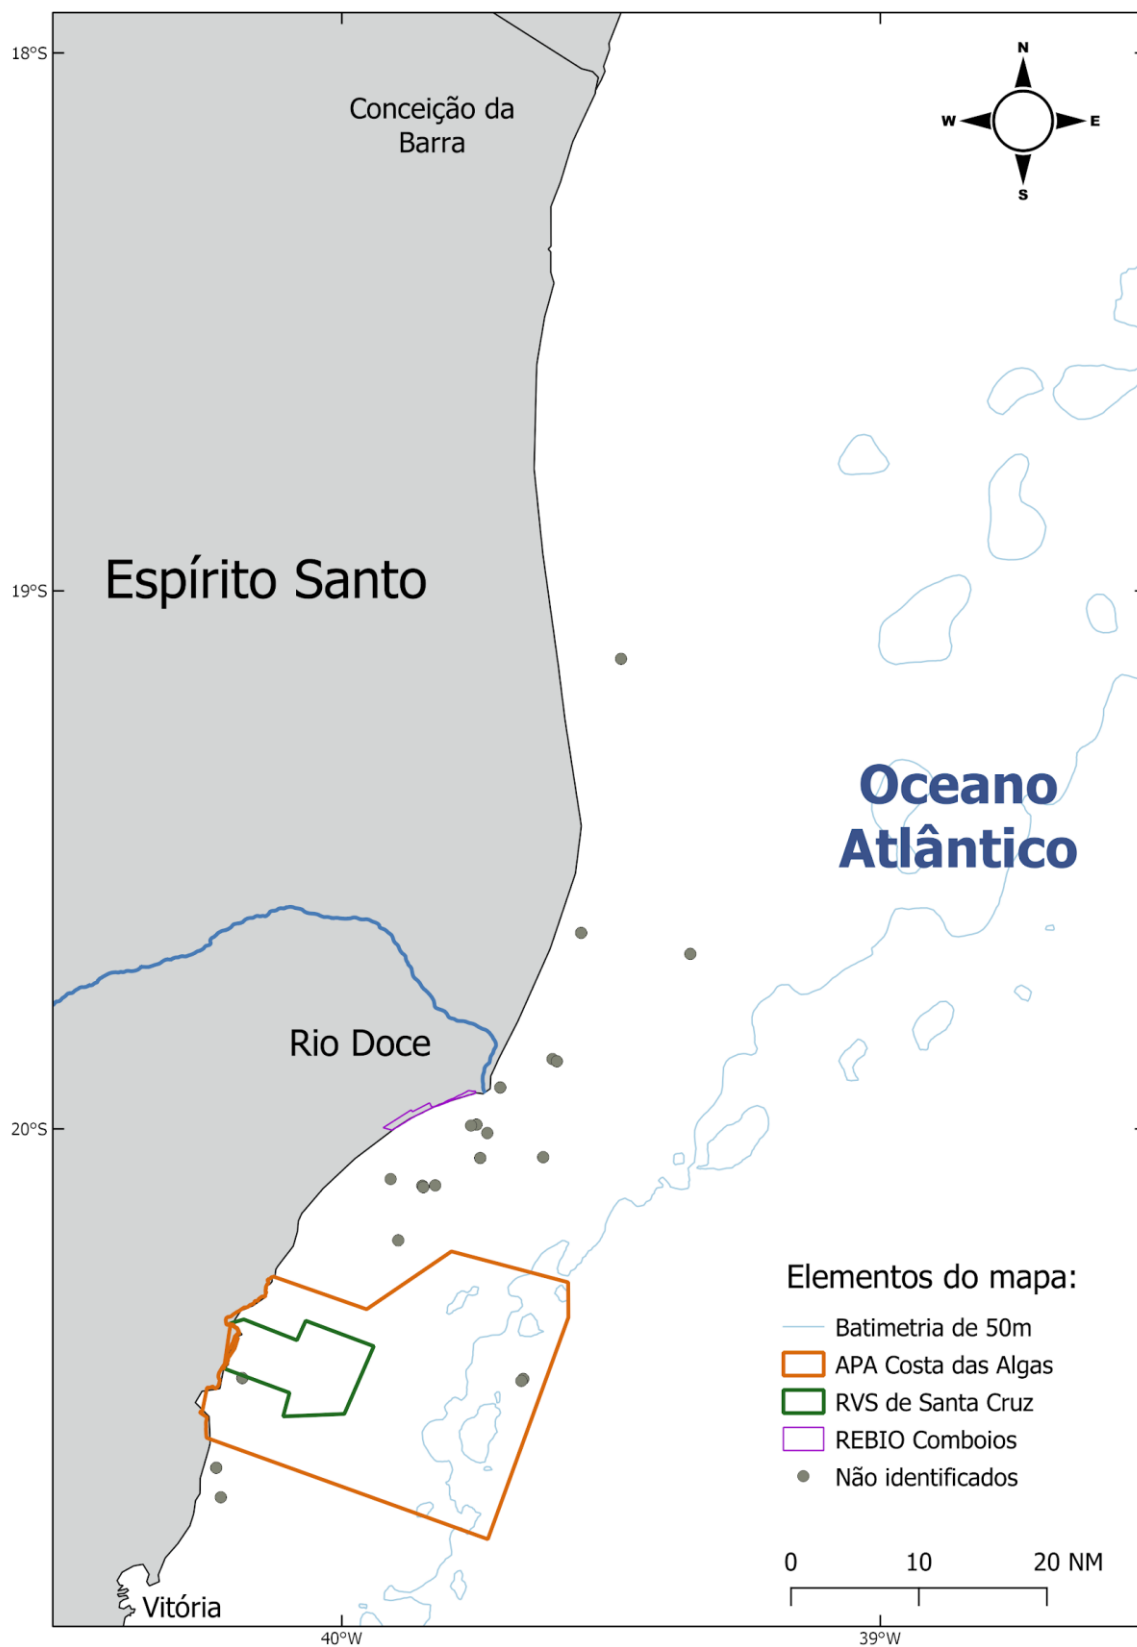 18°S
N
W
E
S
Conceição da
Barra
19°S
Espírito Santo
Oceano
Atlântico
Rio Doce
20°S
Elementos do mapa:
Batimetria de 50m
APA Costa das Algas
RVS de Santa Cruz
REBIO Comboios
Não identificados
0 10 20 NM
Vitória
40°W
39°W